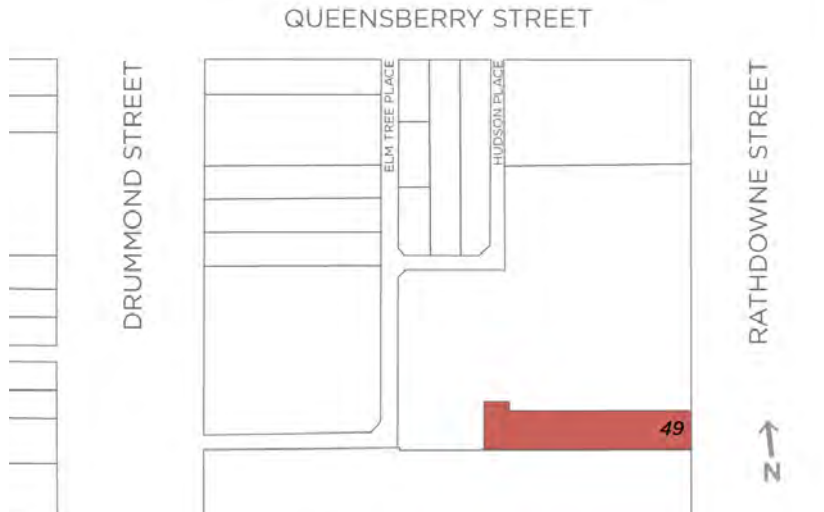 QUEENSBERRY STREET
DRUMMOND STREET
ELM TREE PLACE
HUDSON PLACE
RATHDOWNE STREET
49
N